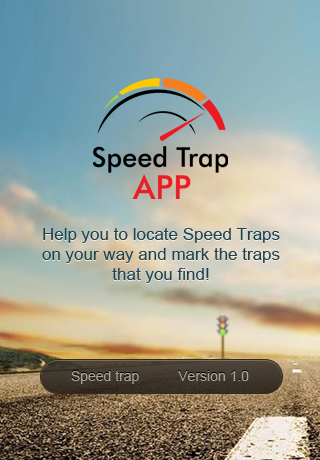 Speed Trap
APP
Help you to locate Speed Traps
on your way and mark the traps
that you find!
Speed trap Version 1.0